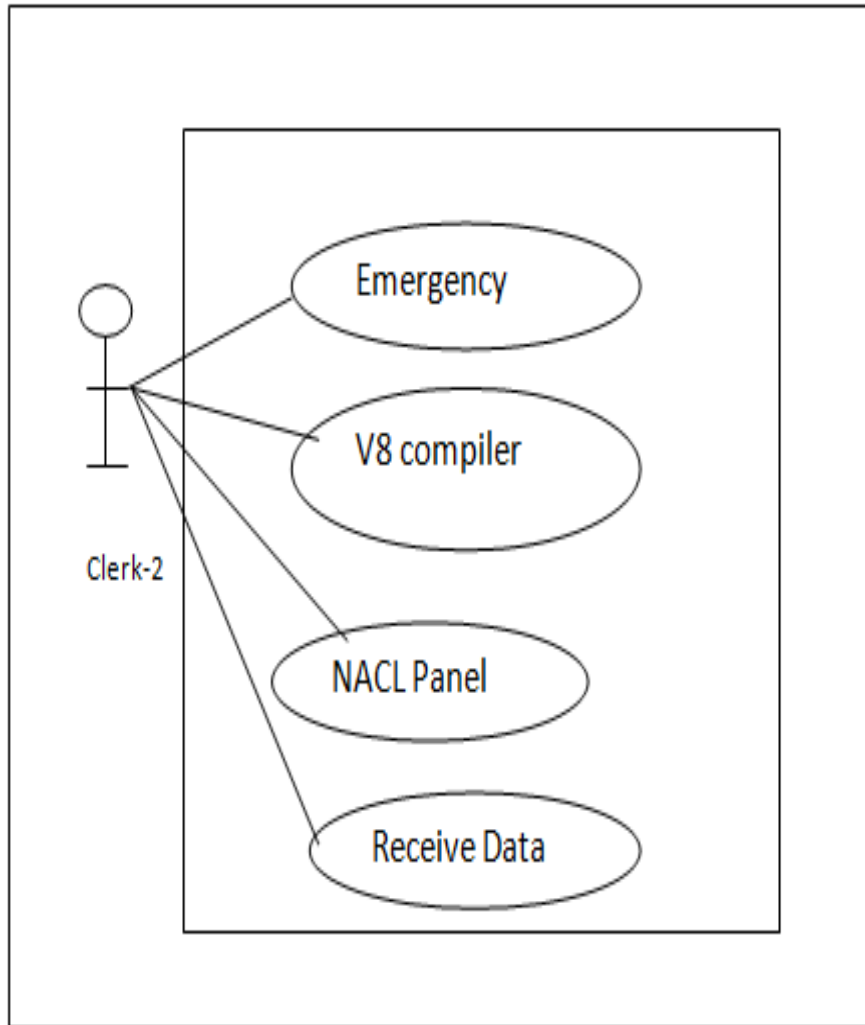 Emergency
V8 compiler
Clerk-2
NACL Panel
Receive Data